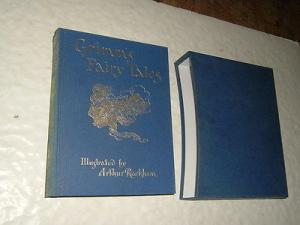 Grimm's
Fairy Tales
Illustrated by
Arthur Rackham